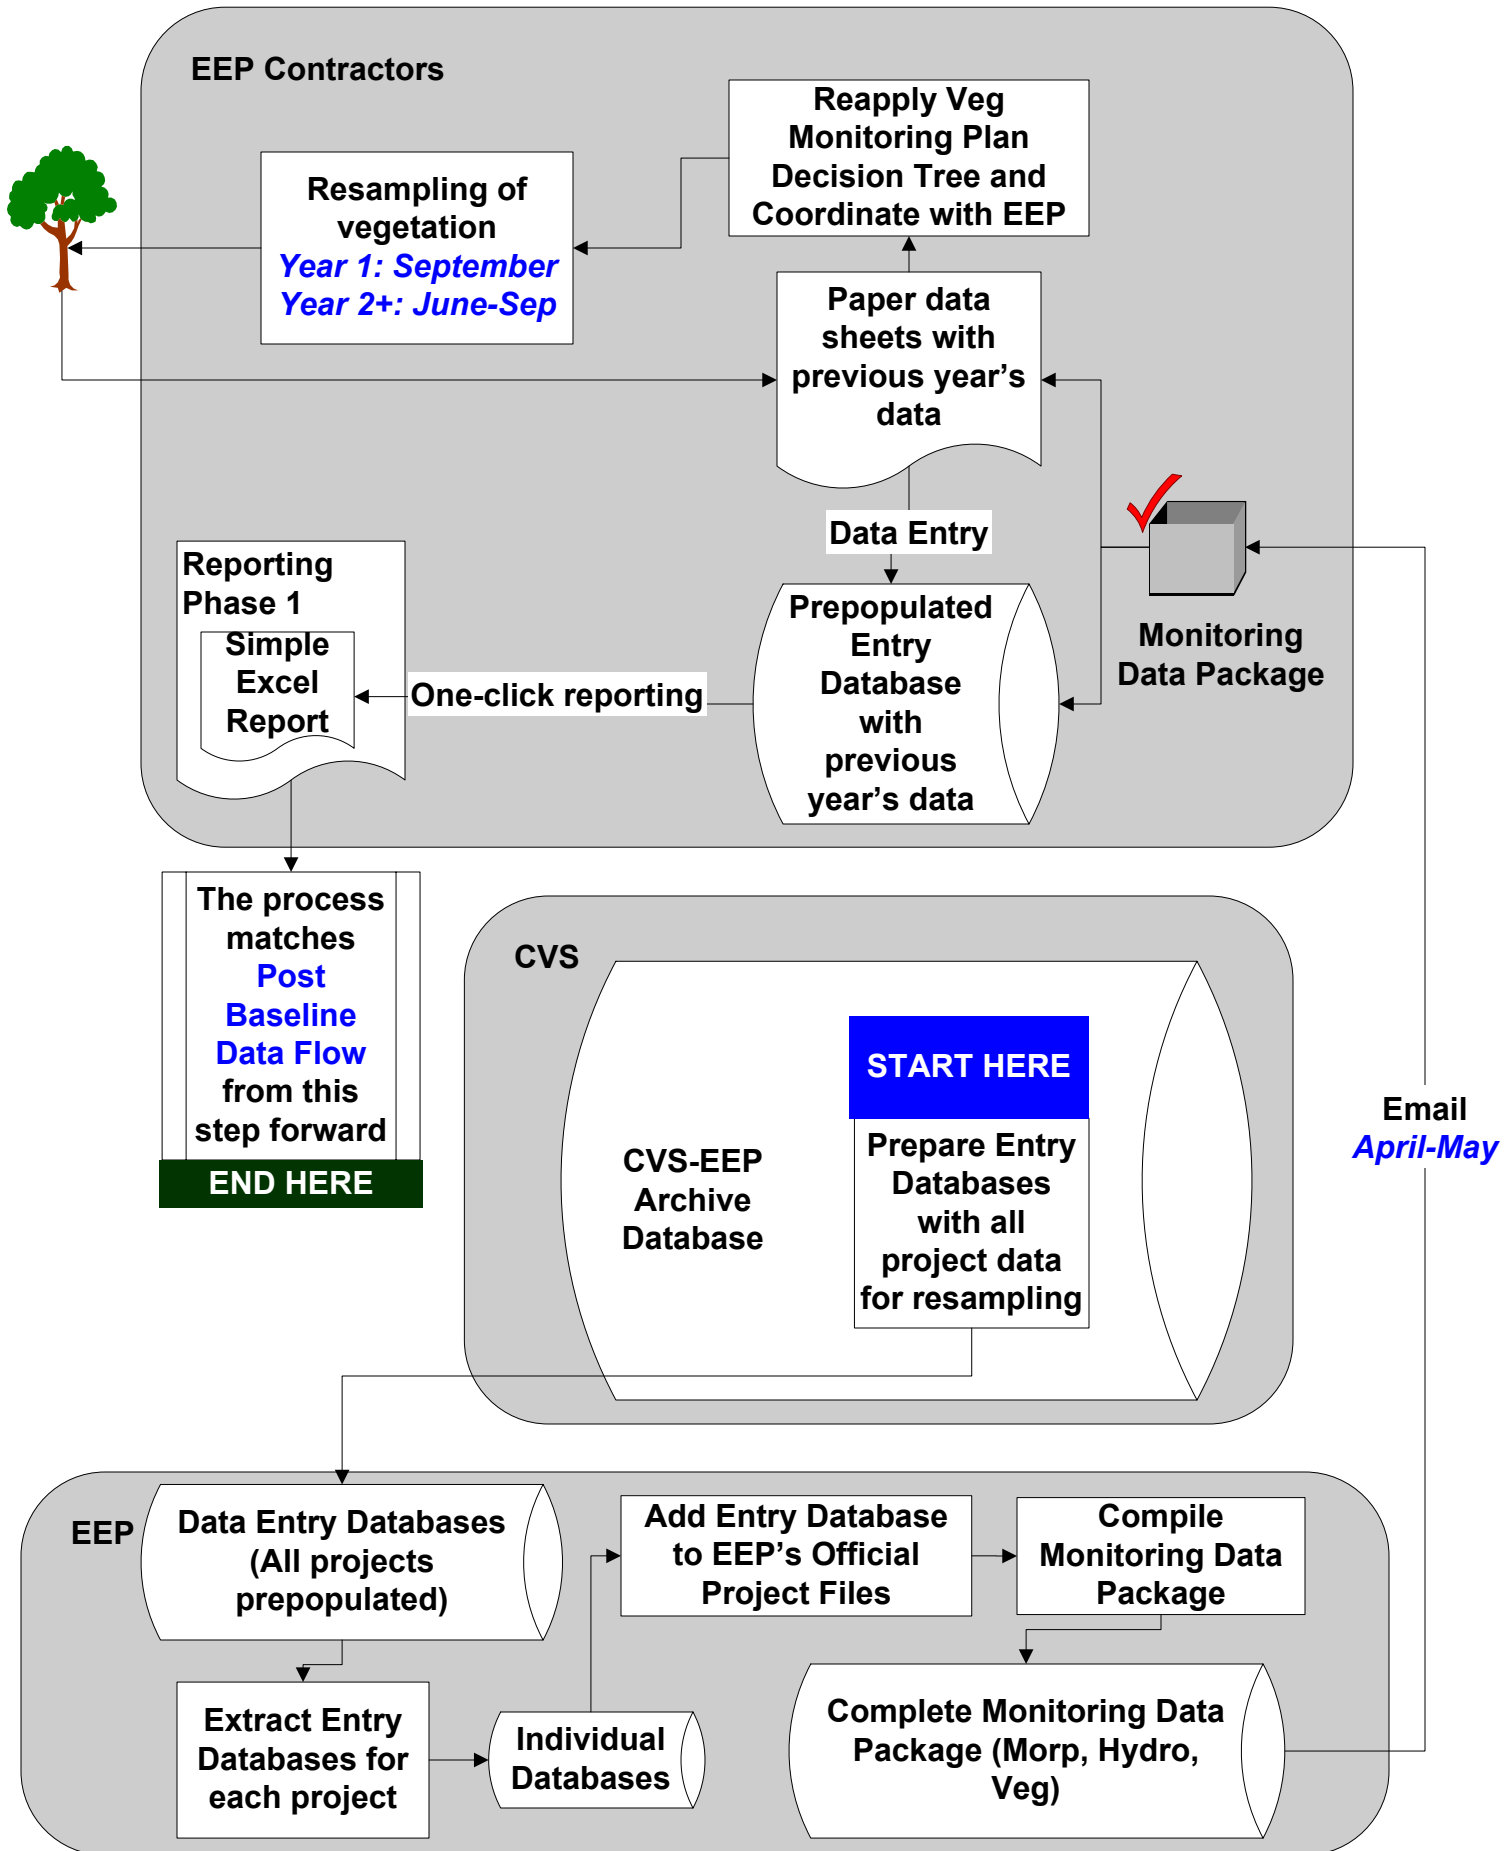 EEP Contractors
Reapply Veg
Monitoring Plan
Decision Tree and
Coordinate with EEP
Resampling of
vegetation
Year 1: September
Year 2+: June-Sep
Paper data
sheets with
previous year's
data
Data Entry
Reporting
Phase 1
Simple
Excel
Report
One-click reporting
Prepopulated
Entry
Database
with
previous
year's data
Monitoring
Data Package
The process
matches
Post
Baseline
Data Flow
from this
step forward
END HERE
CVS
START HERE
CVS-EEP
Archive
Database
Prepare Entry
Databases
with all
project data
for resampling
Email
April-May
EEP
Data Entry Databases
(All projects
prepopulated)
Add Entry Database
to EEP's Official
Project Files
Compile
Monitoring Data
Package
Extract Entry
Databases for
each project
Individual
Databases
Complete Monitoring Data
Package (Morp, Hydro,
Veg)